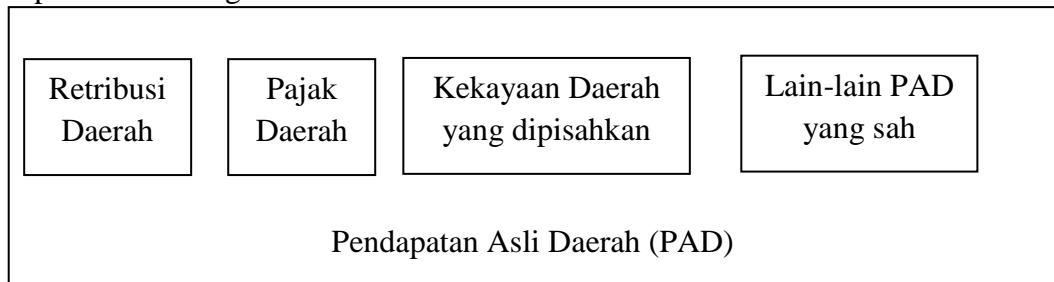 Retribusi
Daerah
Pajak
Daerah
Kekayaan Daerah
yang dipisahkan
Lain-lain PAD
yang sah
Pendapatan Asli Daerah (PAD)